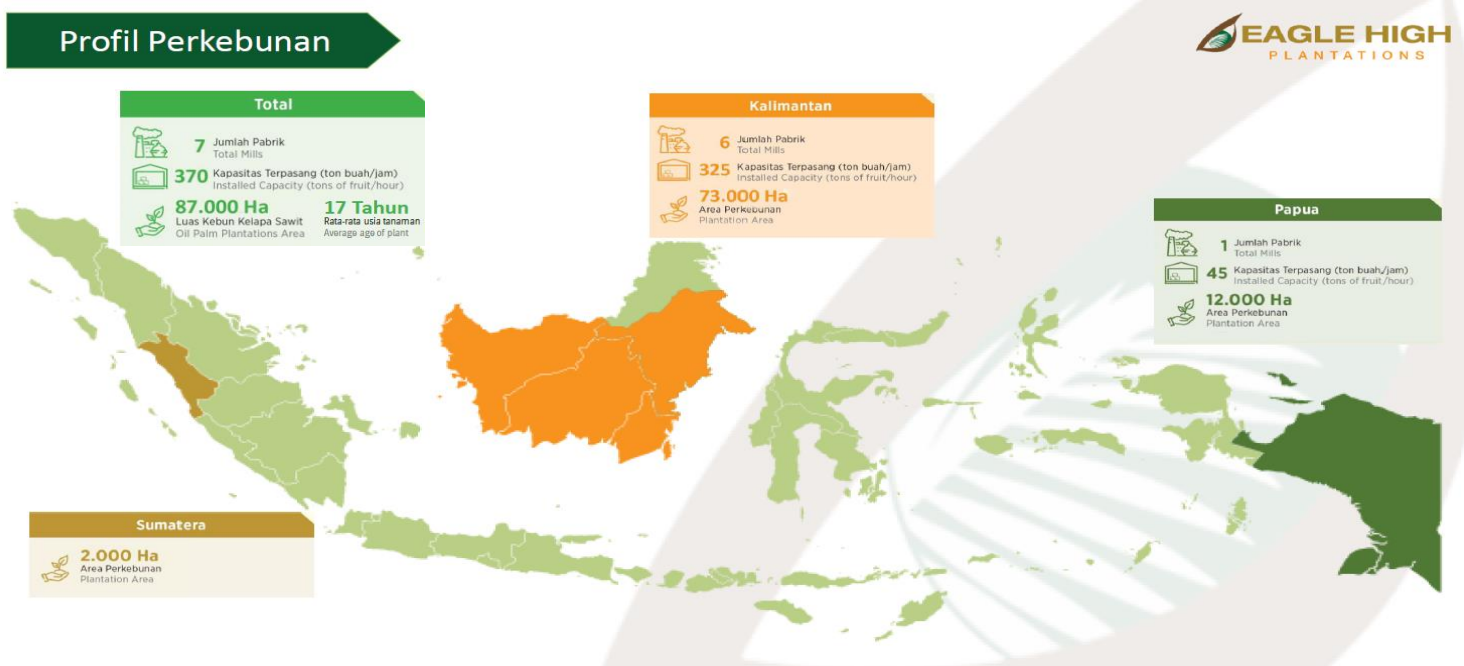 Profil Perkebunan
EAGLE HIGH
PLANTATIONS
Total
7 Jumlah Pabrik
Total Mills
370 Kapasitas Terpasang (ton buah/jam)
Installed Capacity (tons of fruit/hour)
87.000 Ha
Luas Kebun Kelapa Sawit
Oil Palm Plantations Area
17 Tahun
Rata-rata usia tanaman
Average age of plant
Kalimantan
6 Jumlah Pabrik
Total Mills
325 Kapasitas Terpasang (ton buah/jam)
Installed Capacity (tons of fruit/hour)
73.000 Ha
Area Perkebunan
Plantation Area
Papua
1 Jumlah Pabrik
Total Mills
45 Kapasitas Terpasang (ton buah/jam)
Installed Capacity (tons of fruit/hour)
12.000 Ha
Area Perkebunan
Plantation Area
Sumatera
2.000 Ha
Area Perkebunan
Plantation Area